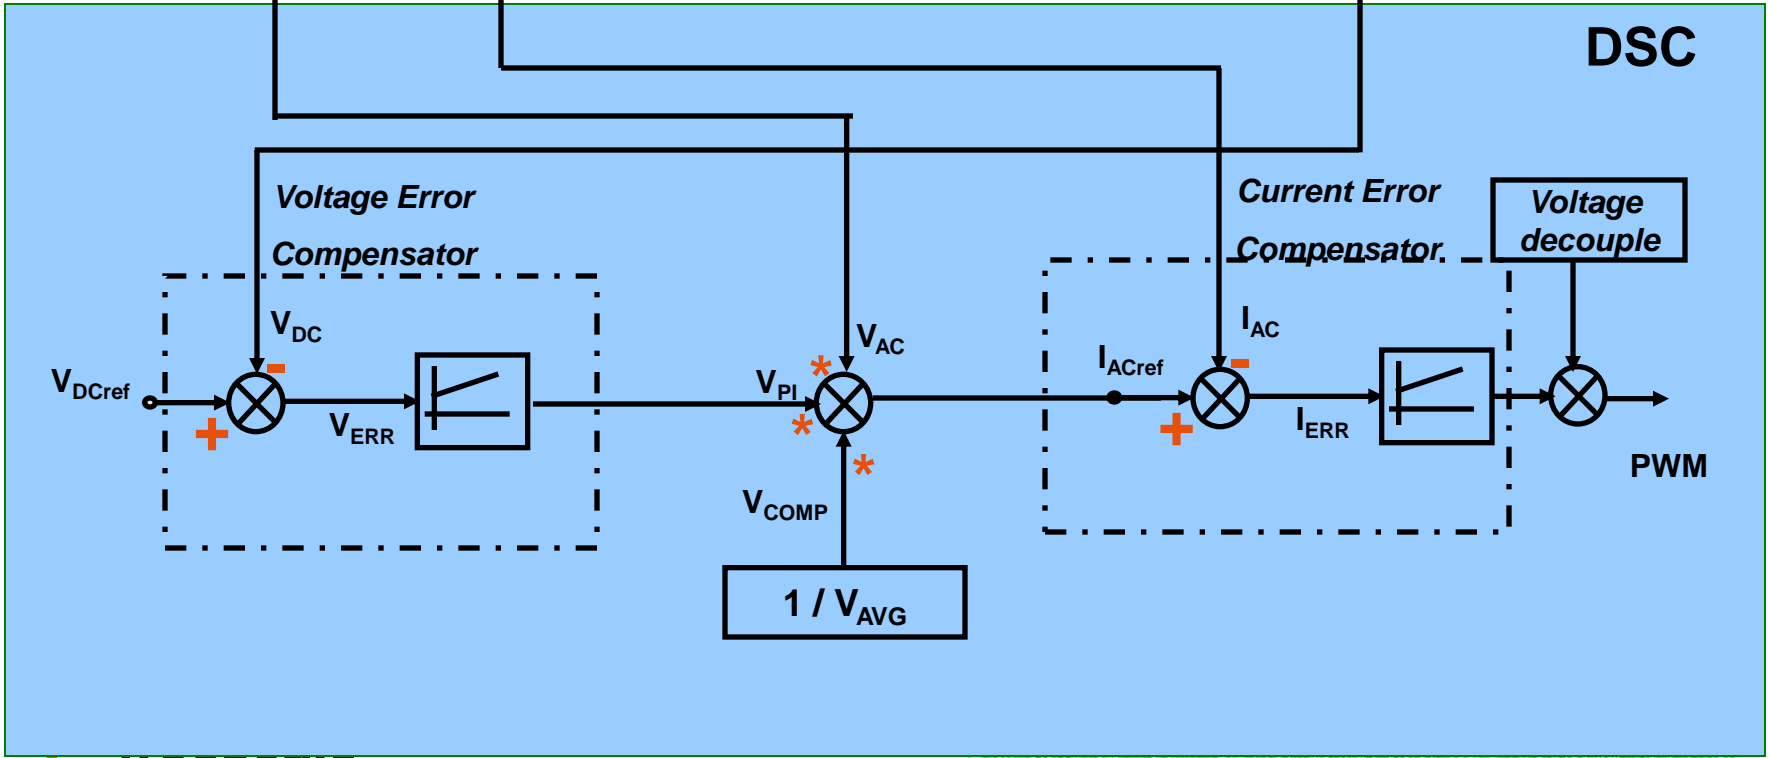 DSC
Voltage Error
Compensator
Current Error
Compensator
Voltage
decouple
VDC
-
VDCref
+
VERR
VPI
*
*
*
VAC
VCOMP
1 / VAVG
IACref
IAC
-
+
IERR
PWM